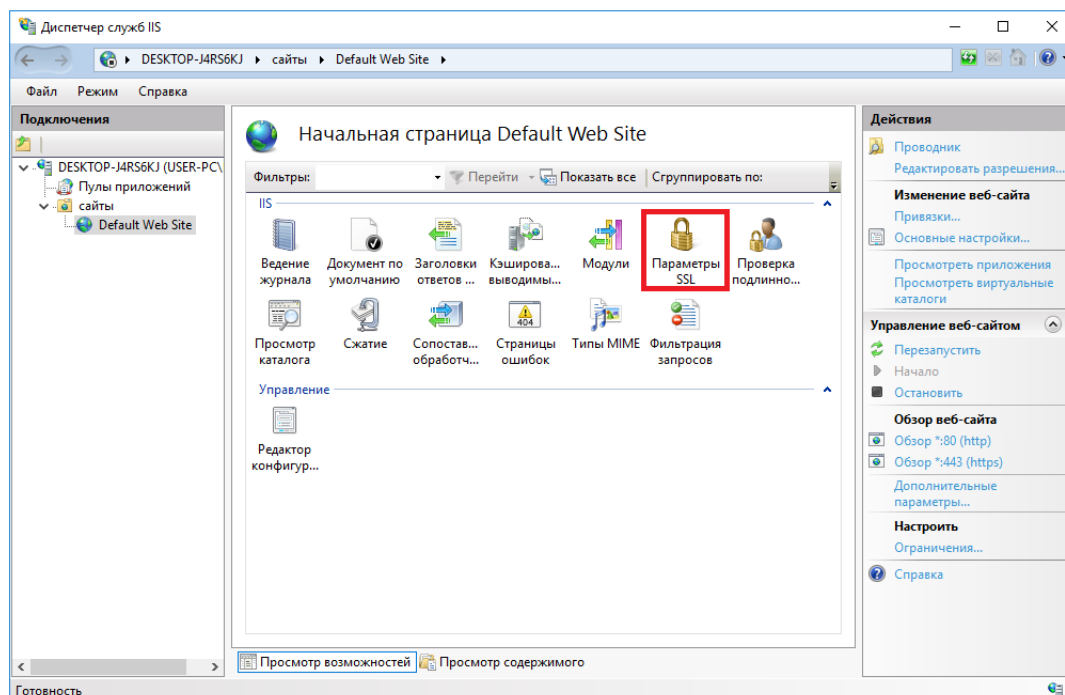 Диспетчер служб IIS
DESKTOP-J4RS6KJ
сайты
Default Web Site
Файл Режим Справка
Подключения
DESKTOP-J4RS6KJ (USER-PC\
Пулы приложений
сайты
Default Web Site
Начальная страница Default Web Site
Фильтры: Перейти Показать все Сгруппировать по:
IIS
Ведение журнала
Документ по умолчанию
Заголовки ответов ...
Кэширова... выводимы...
Модули
Параметры SSL
Проверка подлинно...
Просмотр каталога
Сжатие
Сопостав... обработч...
404
Страницы ошибок
Типы MIME
Фильтрация запросов
Управление
Редактор конфигур...
Просмотр возможностей Просмотр содержимого
Действия
Проводник
Редактировать разрешения...
Изменение веб-сайта
Привязки...
Основные настройки...
Просмотреть приложения
Просмотреть виртуальные
каталоги
Управление веб-сайтом
Перезапустить
Начало
Остановить
Обзор веб-сайта
Обзор *:80 (http)
Обзор *:443 (https)
Дополнительные
параметры...
Настроить
Ограничения...
Справка
Готовность